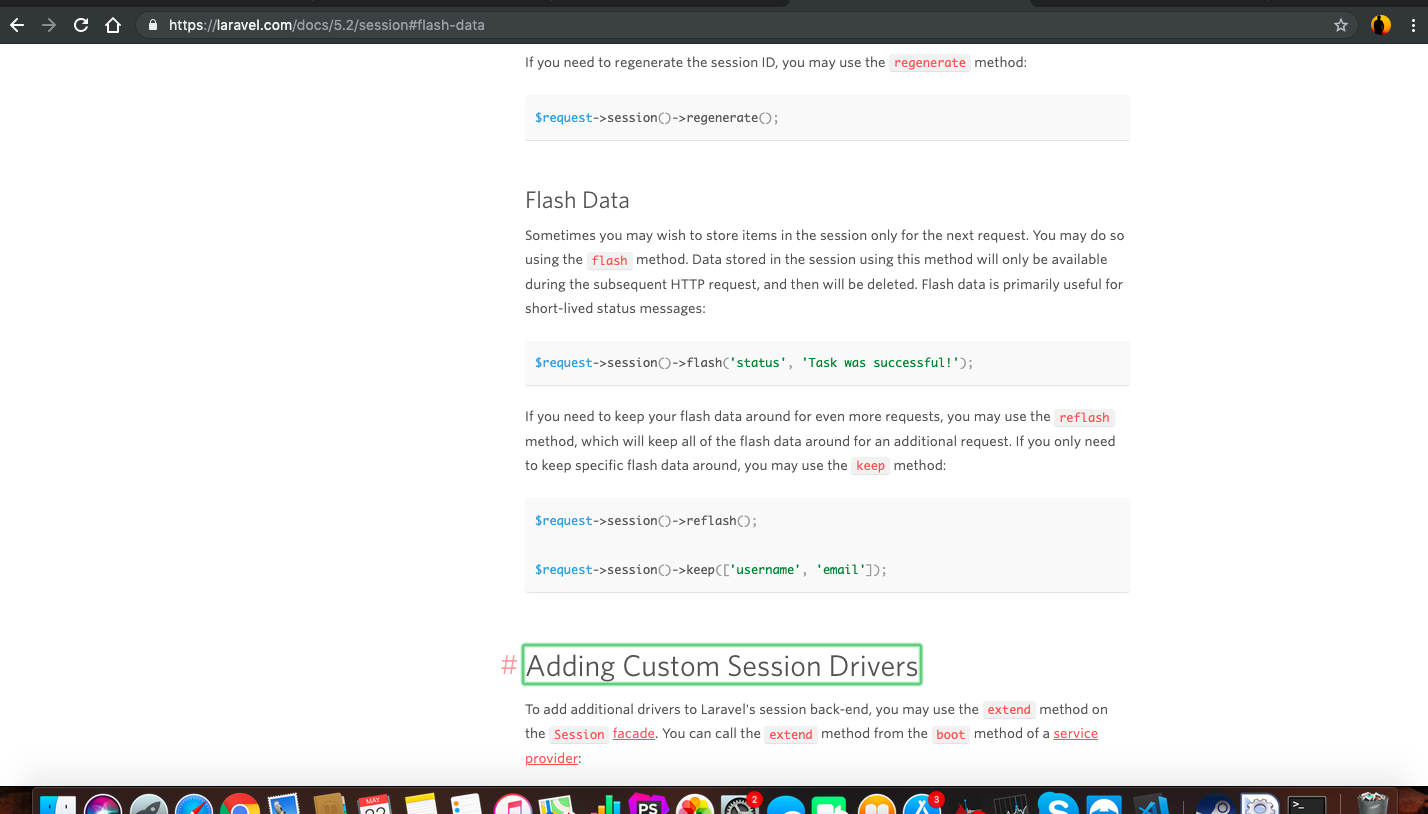 https://laravel.com/docs/5.2/session#flash-data
If you need to regenerate the session ID, you may use the regenerate method:
$request->session()->regenerate();
Flash Data
Sometimes you may wish to store items in the session only for the next request. You may do so
using the flash method. Data stored in the session using this method will only be available
during the subsequent HTTP request, and then will be deleted. Flash data is primarily useful for
short-lived status messages:
$request->session()->flash('status', 'Task was successful!');
If you need to keep your flash data around for even more requests, you may use the reflash
method, which will keep all of the flash data around for an additional request. If you only need
to keep specific flash data around, you may use the keep method:
$request->session()->reflash();
$request->session()->keep(['username', 'email']);
# Adding Custom Session Drivers
To add additional drivers to Laravel's session back-end, you may use the extend method on
the Session facade. You can call the extend method from the boot method of a service
provider:
MAY
PS
2
3
>_